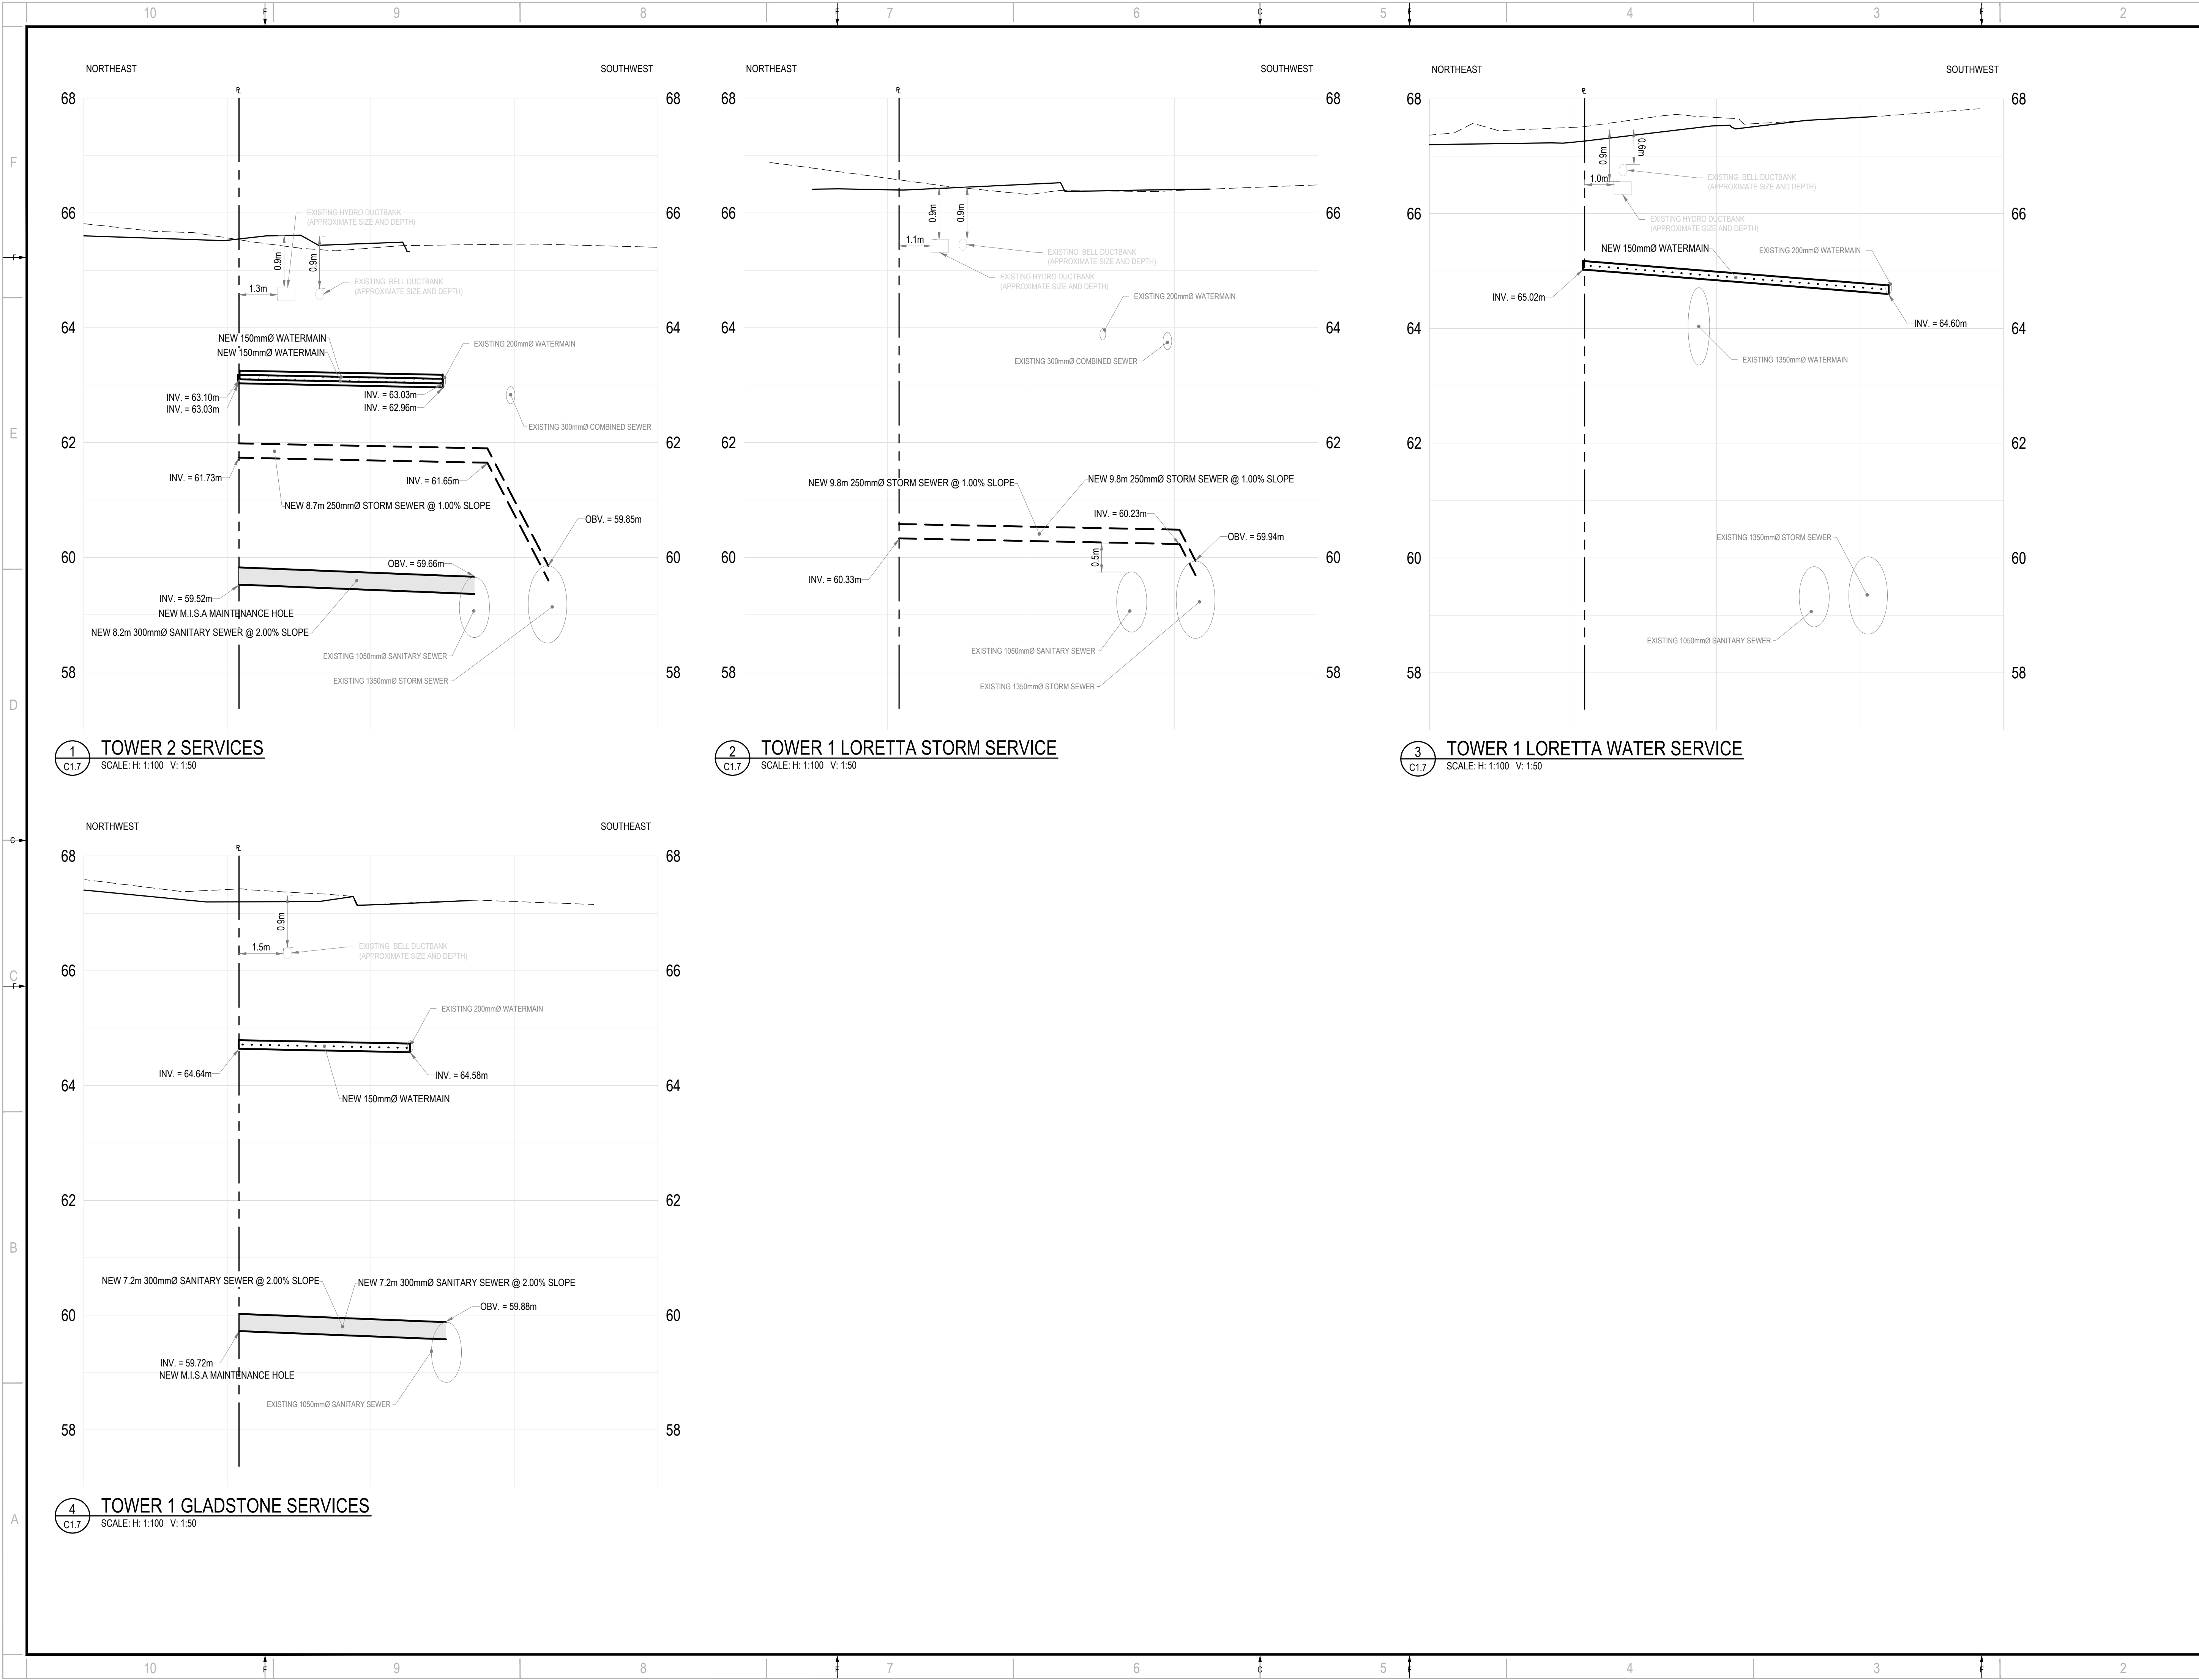 10 9 8 7 6 5 4 3 2
F F C F F
NORTHEAST SOUTHWEST
68 68
66 66
64 64
62 62
60 60
58 58
EXISTING HYDRO DUCTBANK
(APPROXIMATE SIZE AND DEPTH)
0.9m
0.9m
1.3m
EXISTING BELL DUCTBANK
(APPROXIMATE SIZE AND DEPTH)
NEW 150mmØ WATERMAIN
NEW 150mmØ WATERMAIN
EXISTING 200mmØ WATERMAIN
INV. = 63.10m
INV. = 63.03m
INV. = 63.03m
INV. = 62.96m
EXISTING 300mmØ COMBINED SEWER
INV. = 61.73m
INV. = 61.65m
NEW 8.7m 250mmØ STORM SEWER @ 1.00% SLOPE
OBV. = 59.85m
OBV. = 59.66m
INV. = 59.52m
NEW M.I.S.A MAINTENANCE HOLE
NEW 8.2m 300mmØ SANITARY SEWER @ 2.00% SLOPE
EXISTING 1050mmØ SANITARY SEWER
EXISTING 1350mmØ STORM SEWER
1
C1.7
TOWER 2 SERVICES
SCALE: H: 1:100 V: 1:50
NORTHEAST SOUTHWEST
68 68
66 66
64 64
62 62
60 60
58 58
0.9m
0.9m
1.1m
EXISTING BELL DUCTBANK
(APPROXIMATE SIZE AND DEPTH)
EXISTING HYDRO DUCTBANK
(APPROXIMATE SIZE AND DEPTH)
EXISTING 200mmØ WATERMAIN
EXISTING 300mmØ COMBINED SEWER
NEW 9.8m 250mmØ STORM SEWER @ 1.00% SLOPE
NEW 9.8m 250mmØ STORM SEWER @ 1.00% SLOPE
INV. = 60.23m
OBV. = 59.94m
0.5m
INV. = 60.33m
EXISTING 1050mmØ SANITARY SEWER
EXISTING 1350mmØ STORM SEWER
2
C1.7
TOWER 1 LORETTA STORM SERVICE
SCALE: H: 1:100 V: 1:50
NORTHEAST SOUTHWEST
68 68
66 66
64 64
62 62
60 60
58 58
0.9m
0.6m
1.0m
EXISTING BELL DUCTBANK
(APPROXIMATE SIZE AND DEPTH)
EXISTING HYDRO DUCTBANK
(APPROXIMATE SIZE AND DEPTH)
NEW 150mmØ WATERMAIN
EXISTING 200mmØ WATERMAIN
INV. = 65.02m
INV. = 64.60m
EXISTING 1350mmØ WATERMAIN
EXISTING 1350mmØ STORM SEWER
EXISTING 1050mmØ SANITARY SEWER
3
C1.7
TOWER 1 LORETTA WATER SERVICE
SCALE: H: 1:100 V: 1:50
NORTHWEST SOUTHEAST
68 68
66 66
64 64
62 62
60 60
58 58
0.9m
1.5m
EXISTING BELL DUCTBANK
(APPROXIMATE SIZE AND DEPTH)
EXISTING 200mmØ WATERMAIN
INV. = 64.64m
INV. = 64.58m
NEW 150mmØ WATERMAIN
NEW 7.2m 300mmØ SANITARY SEWER @ 2.00% SLOPE
NEW 7.2m 300mmØ SANITARY SEWER @ 2.00% SLOPE
OBV. = 59.88m
INV. = 59.72m
NEW M.I.S.A MAINTENANCE HOLE
EXISTING 1050mmØ SANITARY SEWER
4
C1.7
TOWER 1 GLADSTONE SERVICES
SCALE: H: 1:100 V: 1:50
F
E
D
C
B
A
10 9 8 7 6 5 4 3 2
F F C F F